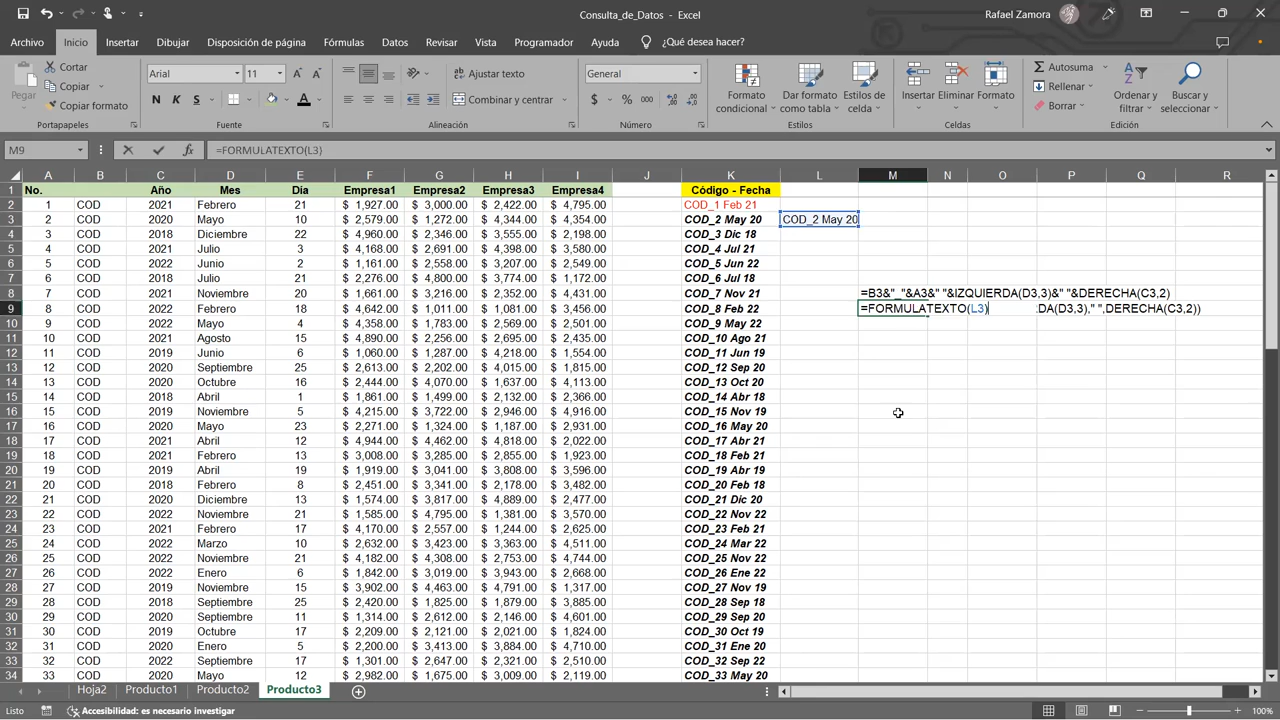 Consulta_de_Datos - Excel
Rafael Zamora
Archivo Inicio Insertar Dibujar Disposición de página Fórmulas Datos Revisar Vista Programador Ayuda ¿Qué desea hacer?
Pegar Cortar Copiar Copiar formato
Arial 11
N K S A
Ajustar texto
Combinar y centrar
General
$ % 000
Formato condicional Dar formato como tabla Estilos de celda
Insertar Eliminar Formato
Autosuma Rellenar Borrar
Ordenar y filtrar Buscar y seleccionar
Portapapeles Fuente Alineación Número Estilos Celdas Edición
M9 fx =FORMULATEXTO(L3)
A B C D E F G H I J K L M N O P Q R
1 No. Año Mes Día Empresa1 Empresa2 Empresa3 Empresa4 Código - Fecha
2 1 COD 2021 Febrero 21 $ 1,927.00 $ 3,000.00 $ 2,422.00 $ 4,795.00 COD_1 Feb 21
3 2 COD 2020 Mayo 10 $ 2,579.00 $ 1,272.00 $ 4,344.00 $ 4,354.00 COD_2 May 20 COD_2 May 20
4 3 COD 2018 Diciembre 22 $ 4,960.00 $ 2,346.00 $ 3,555.00 $ 2,198.00 COD_3 Dic 18
5 4 COD 2021 Julio 3 $ 4,168.00 $ 2,691.00 $ 4,398.00 $ 3,580.00 COD_4 Jul 21
6 5 COD 2022 Junio 2 $ 1,161.00 $ 2,558.00 $ 3,207.00 $ 2,549.00 COD_5 Jun 22
7 6 COD 2018 Julio 21 $ 2,276.00 $ 4,800.00 $ 3,774.00 $ 1,172.00 COD_6 Jul 18
8 7 COD 2021 Noviembre 20 $ 1,661.00 $ 3,216.00 $ 2,729.00 $ 4,431.00 COD_7 Nov 21 =B3&"_"&A3&" "&IZQUIERDA(D3,3)&" "&DERECHA(C3,2)
9 8 COD 2022 Febrero 18 $ 4,642.00 $ 1,011.00 $ 1,081.00 $ 3,456.00 COD_8 Feb 22 =FORMULATEXTO(L3) DA(D3,3)," ",DERECHA(C3,2))
10 9 COD 2022 Mayo 4 $ 4,358.00 $ 1,783.00 $ 2,569.00 $ 2,501.00 COD_9 May 22
11 10 COD 2021 Agosto 15 $ 4,890.00 $ 2,256.00 $ 2,695.00 $ 3,137.00 COD_10 Ago 21
12 11 COD 2019 Junio 6 $ 1,060.00 $ 1,287.00 $ 4,218.00 $ 1,554.00 COD_11 Jun 19
13 12 COD 2020 Septiembre 25 $ 2,613.00 $ 2,202.00 $ 4,015.00 $ 1,815.00 COD_12 Sep 20
14 13 COD 2020 Octubre 16 $ 2,444.00 $ 4,070.00 $ 1,637.00 $ 4,932.00 COD_13 Oct 20
15 14 COD 2018 Abril 1 $ 1,861.00 $ 1,499.00 $ 2,132.00 $ 2,366.00 COD_14 Abr 18
16 15 COD 2019 Noviembre 5 $ 4,215.00 $ 3,722.00 $ 2,946.00 $ 4,916.00 COD_15 Nov 19
17 16 COD 2020 Mayo 23 $ 2,271.00 $ 1,324.00 $ 1,187.00 $ 2,931.00 COD_16 May 20
18 17 COD 2021 Abril 12 $ 4,944.00 $ 4,462.00 $ 4,818.00 $ 2,022.00 COD_17 Abr 21
19 18 COD 2021 Febrero 13 $ 3,008.00 $ 3,285.00 $ 2,855.00 $ 1,923.00 COD_18 Feb 21
20 19 COD 2019 Abril 4 $ 1,919.00 $ 3,041.00 $ 3,808.00 $ 3,596.00 COD_19 Abr 19
21 20 COD 2018 Febrero 8 $ 2,451.00 $ 3,341.00 $ 2,178.00 $ 3,482.00 COD_20 Feb 18
22 21 COD 2020 Diciembre 13 $ 1,574.00 $ 3,817.00 $ 4,889.00 $ 2,477.00 COD_21 Dic 20
23 22 COD 2022 Noviembre 21 $ 1,585.00 $ 4,795.00 $ 1,381.00 $ 3,570.00 COD_22 Nov 22
24 23 COD 2021 Febrero 17 $ 4,170.00 $ 2,557.00 $ 1,244.00 $ 2,625.00 COD_23 Feb 21
25 24 COD 2022 Marzo 10 $ 2,632.00 $ 3,423.00 $ 3,363.00 $ 4,511.00 COD_24 Mar 22
26 25 COD 2022 Noviembre 21 $ 4,182.00 $ 4,308.00 $ 2,753.00 $ 4,744.00 COD_25 Nov 22
27 26 COD 2022 Enero 6 $ 1,842.00 $ 3,019.00 $ 3,943.00 $ 2,668.00 COD_26 Ene 22
28 27 COD 2019 Noviembre 15 $ 3,902.00 $ 4,463.00 $ 4,791.00 $ 1,317.00 COD_27 Nov 19
29 28 COD 2018 Septiembre 25 $ 2,420.00 $ 1,825.00 $ 1,879.00 $ 3,885.00 COD_28 Sep 18
30 29 COD 2020 Septiembre 11 $ 1,314.00 $ 2,612.00 $ 2,146.00 $ 4,601.00 COD_29 Sep 20
31 30 COD 2019 Octubre 17 $ 2,209.00 $ 2,121.00 $ 2,021.00 $ 1,824.00 COD_30 Oct 19
32 31 COD 2020 Enero 5 $ 2,200.00 $ 3,413.00 $ 3,884.00 $ 4,710.00 COD_31 Ene 20
33 32 COD 2022 Septiembre 17 $ 1,301.00 $ 2,647.00 $ 2,321.00 $ 2,510.00 COD_32 Sep 22
34 33 COD 2020 Mayo 12 $ 2,982.00 $ 1,675.00 $ 3,009.00 $ 2,119.00 COD_33 May 20
Hoja2 Producto1 Producto2 Producto3
Listo Accesibilidad: es necesario investigar 100%